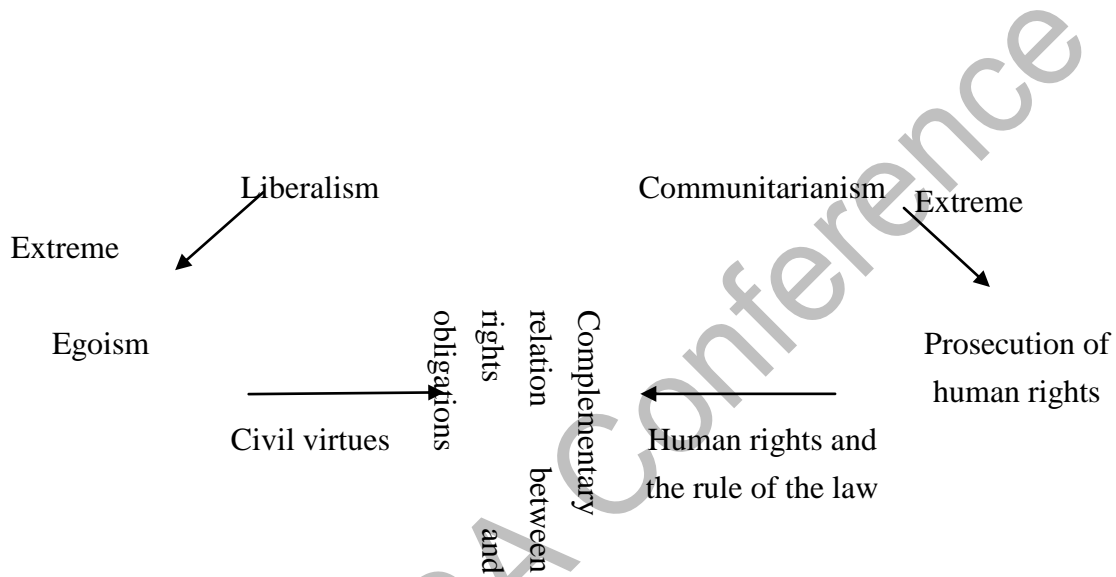 Liberalism
Communitarianism
Extreme
Extreme
Egoism
Prosecution of
human rights
Complementary
relation between
rights and
obligations
Civil virtues
Human rights and
the rule of the law
A Conference